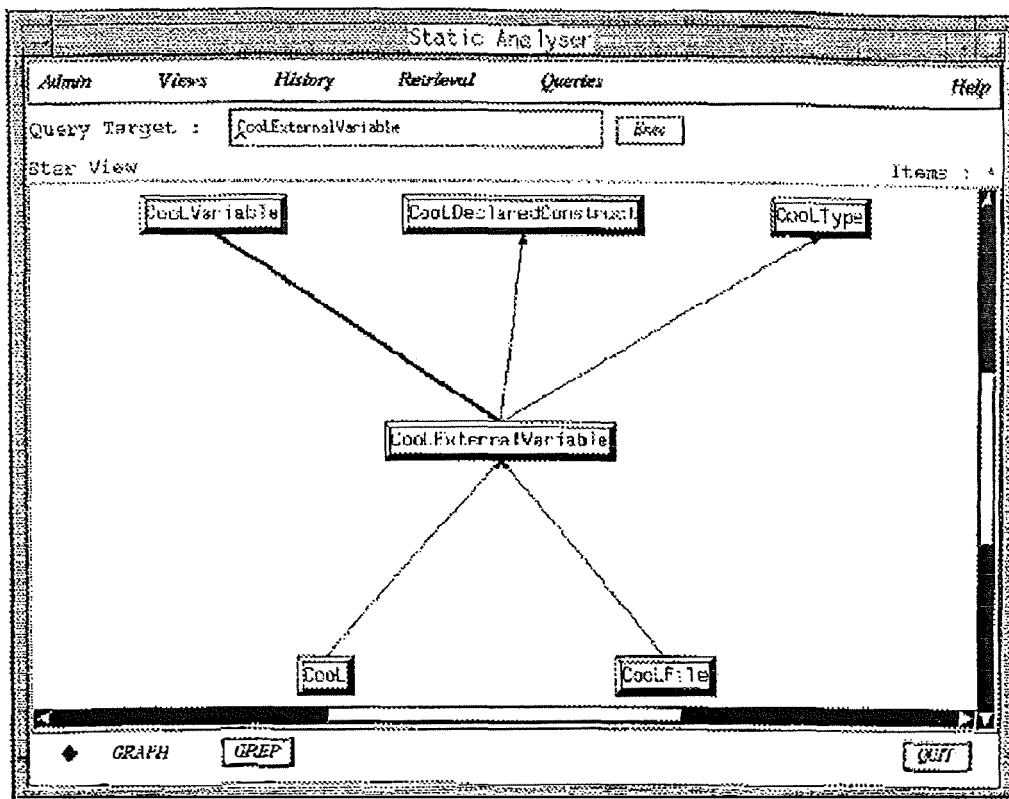 Static Analyser
Admin Views History Retrieval Queries Help
Query Target : CooLExternalVariable Exec
Star View Items : *
CooLVariable CooLDeclaredConstruct CooLType
CooLExternalVariable
CooL CooLFile
GRAPH GREP QUIT